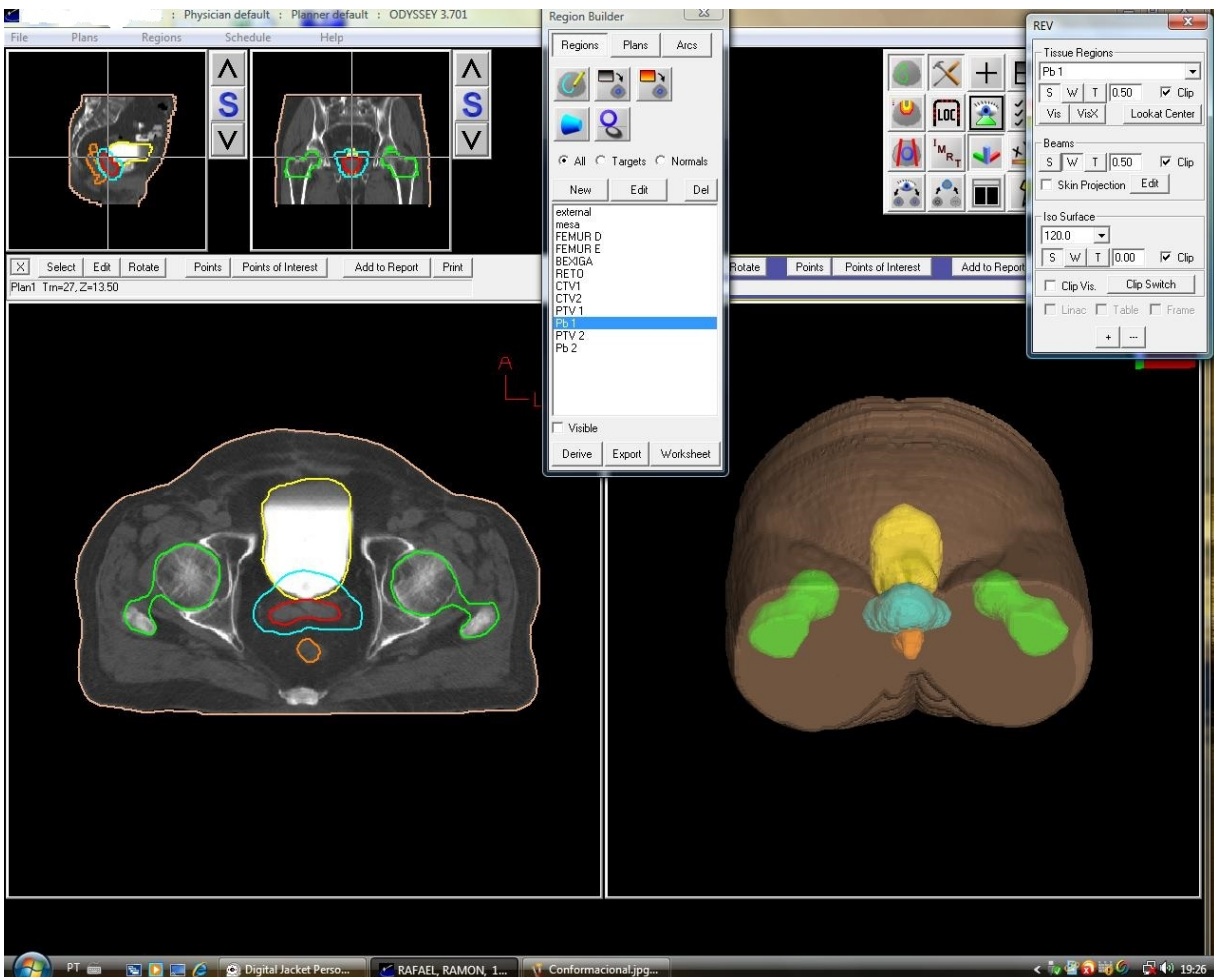 : Physician default : Planner default : ODYSSEY 3.701
File Plans Regions Schedule Help
S
S
X Select Edit Rotate Points Points of Interest Add to Report Print
Plan1 Tm=27, Z=13.50
A
L
Region Builder
Regions Plans Arcs
All Targets Normals
New Edit Del
external
mesa
FEMUR D
FEMUR E
BEXIGA
RETO
CTV1
CTV2
PTV 1
Pb 1
PTV 2
Pb 2
Visible
Derive Export Worksheet
LOC
IMRT
Rotate Points Points of Interest Add to Report
REV
Tissue Regions
Pb 1
S W T 0.50 Clip
Vis VisX Lookat Center
Beams
S W T 0.50 Clip
Skin Projection Edit
Iso Surface
120.0
S W T 0.00 Clip
Clip Vis. Clip Switch
Linac Table Frame
+ --
PT Digital Jacket Perso... RAFAEL, RAMON, 1... Conformacional.jpg... 19:26